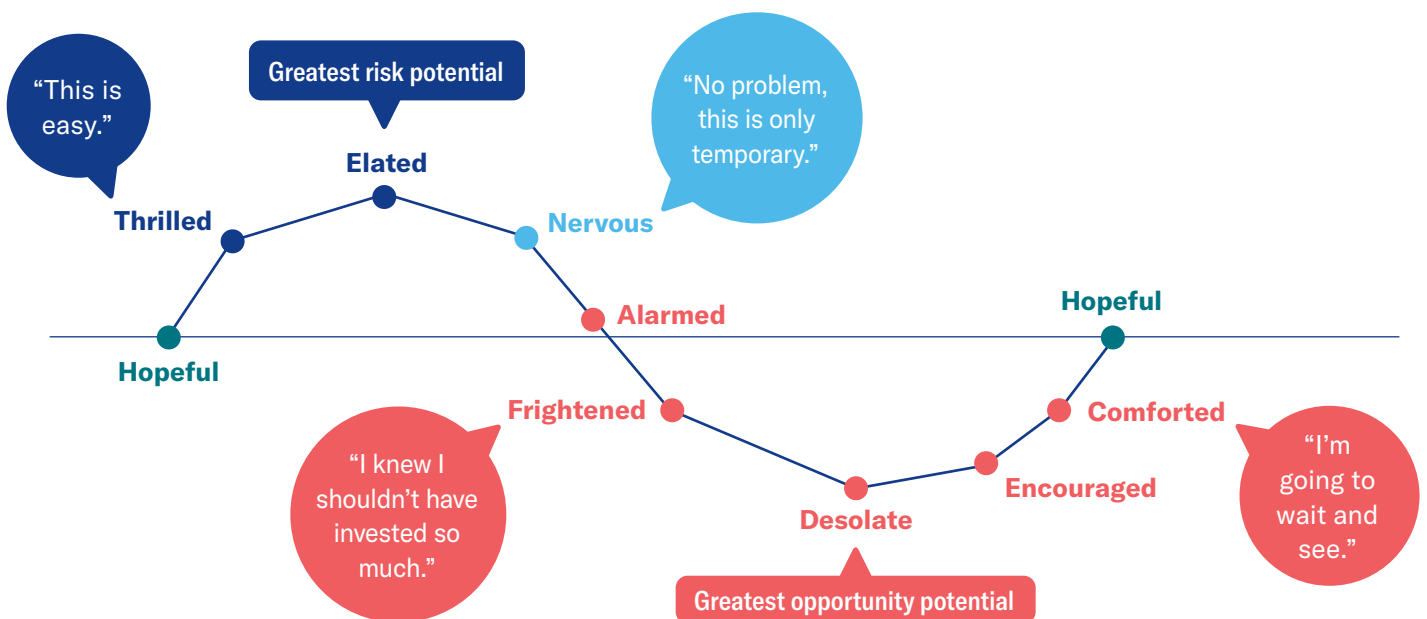 “This is
easy.”
Greatest risk potential
“No problem,
this is only
temporary.”
Elated
Thrilled
Nervous
Alarmed
Hopeful
Hopeful
Frightened
Comforted
“I knew I
shouldn’t have
invested so
much.”
“I’m
going to
wait and
see.”
Encouraged
Desolate
Greatest opportunity potential